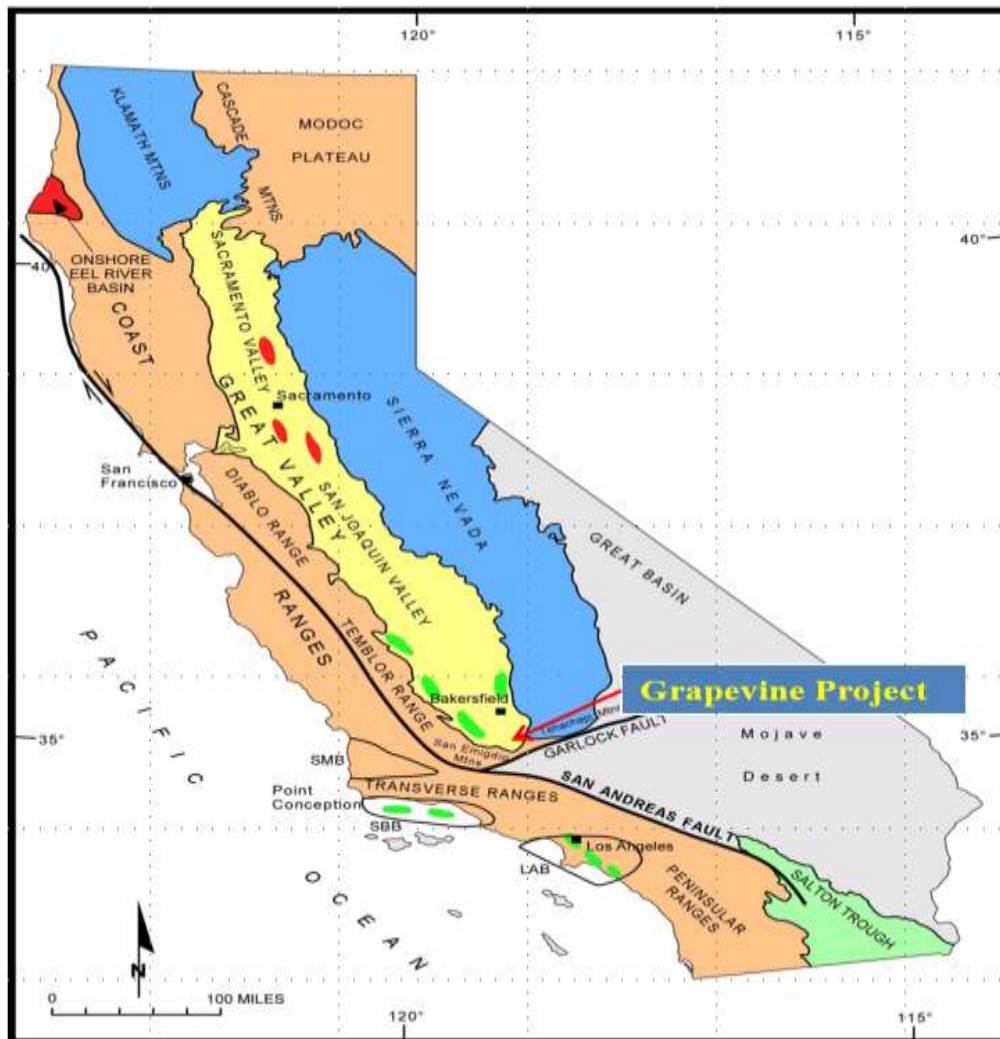 120°
115°
KLAMATH MTNS
CASCADE
MTNS
MODOC
PLATEAU
40°
40°
ONSHORE
EEL RIVER
BASIN
COAST
RANGES
SACRAMENTO VALLEY
GREAT VALLEY
Sacramento
SIERRA NEVADA
San
Francisco
DIABLO RANGE
SAN JOAQUIN VALLEY
GREAT BASIN
TEMBLOR RANGE
Bakersfield
Grapevine Project
PACIFIC
OCEAN
35°
35°
Tehachapi Mtns
San Emigdio
Mtns
GARLOCK FAULT
Mojave
Desert
SMB
TRANSVERSE RANGES
SAN ANDREAS FAULT
Point
Conception
SBB
Los Angeles
LAB
PENINSULAR
RANGES
SALTON TROUGH
N
0
100 MILES
120°
115°